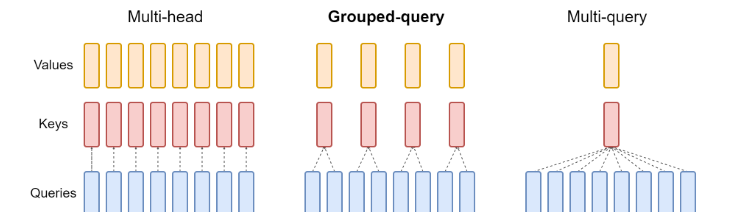 Multi-head
Grouped-query
Multi-query
Values
Keys
Queries